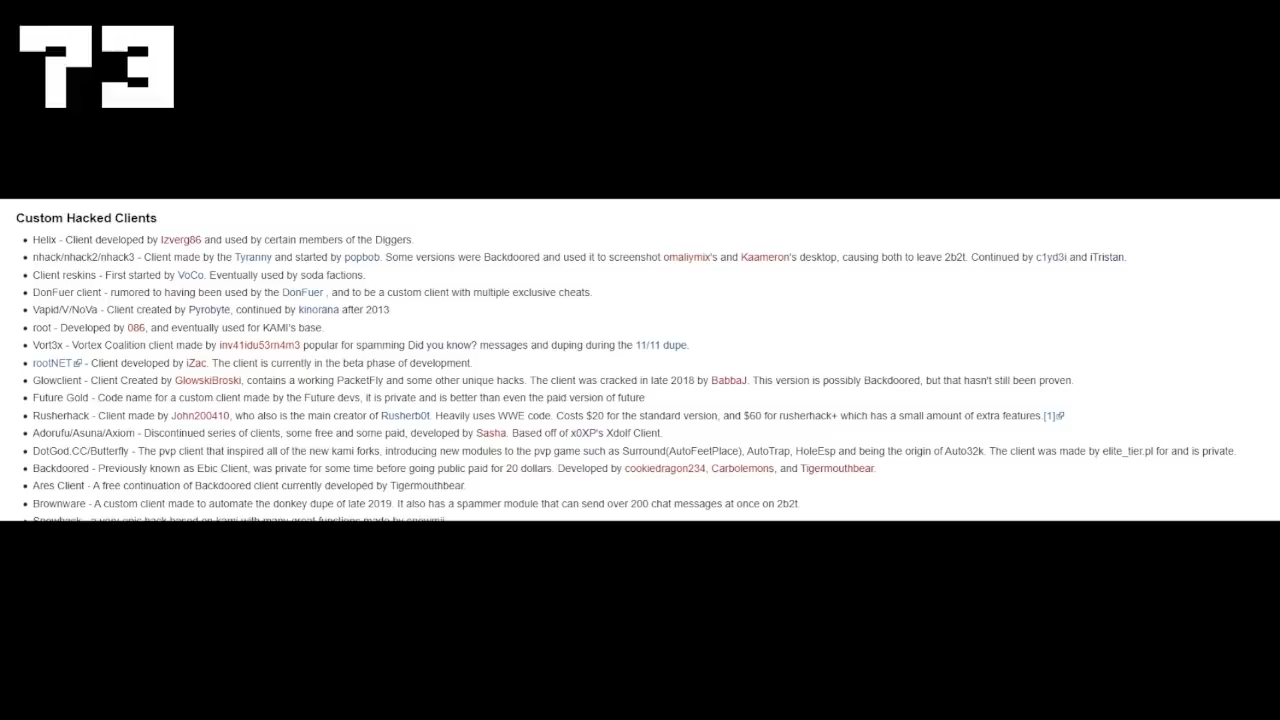 73
Custom Hacked Clients
Helix - Client developed by Izverg86 and used by certain members of the Diggers.
nhack/nhack2/nhack3 - Client made by the Tyranny and started by popbob. Some versions were Backdoored and used it to screenshot omaliymix's and Kaameron's desktop, causing both to leave 2b2t. Continued by c1yd3i and iTristan.
Client reskins - First started by VoCo. Eventually used by soda factions.
DonFuer client - rumored to having been used by the DonFuer , and to be a custom client with multiple exclusive cheats.
Vapid/V/NoVa - Client created by Pyrobyte, continued by kinorana after 2013
root - Developed by 086, and eventually used for KAMI's base.
Vort3x - Vortex Coalition client made by inv41idu53rn4m3 popular for spamming Did you know? messages and duping during the 11/11 dupe.
rootNET - Client developed by iZac. The client is currently in the beta phase of development.
Glowclient - Client Created by GlowskiBroski, contains a working PacketFly and some other unique hacks. The client was cracked in late 2018 by BabbaJ. This version is possibly Backdoored, but that hasn't still been proven.
Future Gold - Code name for a custom client made by the Future devs, it is private and is better than even the paid version of future
Rusherhack - Client made by John200410, who also is the main creator of Rusherb0t. Heavily uses WWE code. Costs $20 for the standard version, and $60 for rusherhack+ which has a small amount of extra features.[1]
Adorufu/Asuna/Axiom - Discontinued series of clients, some free and some paid, developed by Sasha. Based off of x0XP's Xdolf Client.
DotGod.CC/Butterfly - The pvp client that inspired all of the new kami forks, introducing new modules to the pvp game such as Surround(AutoFeetPlace), AutoTrap, HoleEsp and being the origin of Auto32k. The client was made by elite_tier.pl for and is private.
Backdoored - Previously known as Ebic Client, was private for some time before going public paid for 20 dollars. Developed by cookiedragon234, Carbolemons, and Tigermouthbear.
Ares Client - A free continuation of Backdoored client currently developed by Tigermouthbear.
Brownware - A custom client made to automate the donkey dupe of late 2019. It also has a spammer module that can send over 200 chat messages at once on 2b2t.